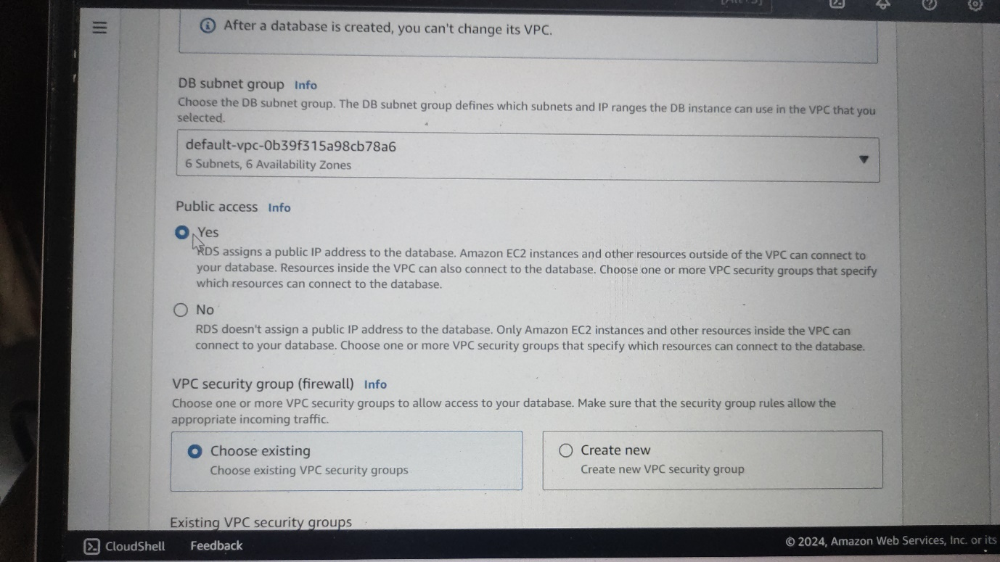 After a database is created, you can't change its VPC.
DB subnet group Info
Choose the DB subnet group. The DB subnet group defines which subnets and IP ranges the DB instance can use in the VPC that you
selected.
default-vpc-0b39f315a98cb78a6
6 Subnets, 6 Availability Zones
Public access Info
Yes
RDS assigns a public IP address to the database. Amazon EC2 instances and other resources outside of the VPC can connect to
your database. Resources inside the VPC can also connect to the database. Choose one or more VPC security groups that specify
which resources can connect to the database.
No
RDS doesn't assign a public IP address to the database. Only Amazon EC2 instances and other resources inside the VPC can
connect to your database. Choose one or more VPC security groups that specify which resources can connect to the database.
VPC security group (firewall) Info
Choose one or more VPC security groups to allow access to your database. Make sure that the security group rules allow the
appropriate incoming traffic.
Choose existing
Choose existing VPC security groups
Create new
Create new VPC security group
Existing VPC security groups
CloudShell Feedback © 2024, Amazon Web Services, Inc. or its